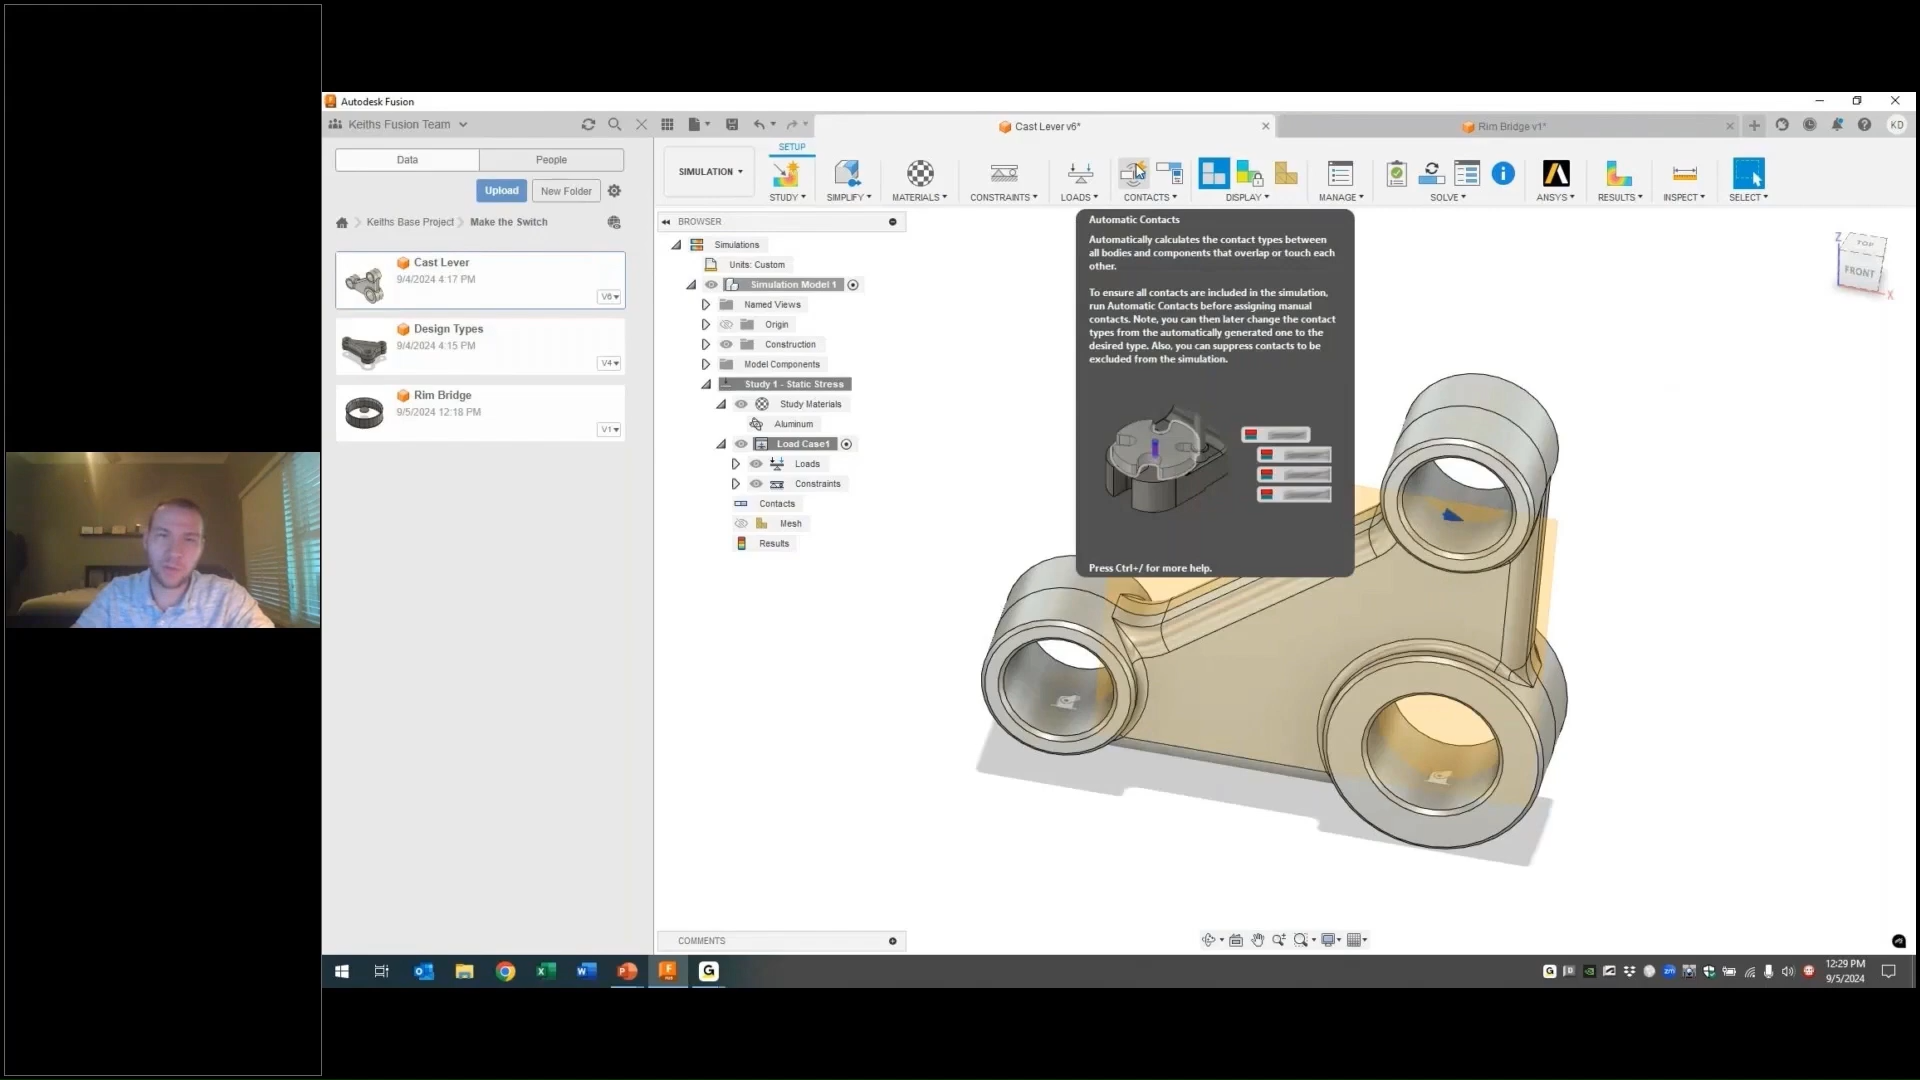 Autodesk Fusion
Keiths Fusion Team
Cast Lever v6*
Rim Bridge v1*
KD
Data
People
Upload
New Folder
Keiths Base Project
Make the Switch
Cast Lever
9/4/2024 4:17 PM
V6
Design Types
9/4/2024 4:15 PM
V4
Rim Bridge
9/5/2024 12:18 PM
V1
SETUP
SIMULATION
STUDY
SIMPLIFY
MATERIALS
CONSTRAINTS
LOADS
CONTACTS
DISPLAY
MANAGE
SOLVE
ANSYS
RESULTS
INSPECT
SELECT
BROWSER
Simulations
Units: Custom
Simulation Model 1
Named Views
Origin
Construction
Model Components
Study 1 - Static Stress
Study Materials
Aluminum
Load Case1
Loads
Constraints
Contacts
Mesh
Results
Automatic Contacts
Automatically calculates the contact types between
all bodies and components that overlap or touch each
other.
To ensure all contacts are included in the simulation,
run Automatic Contacts before assigning manual
contacts. Note, you can then later change the contact
types from the automatically generated one to the
desired type. Also, you can suppress contacts to be
excluded from the simulation.
Press Ctrl+/ for more help.
Z
TOP
FRONT
X
COMMENTS
12:29 PM
9/5/2024